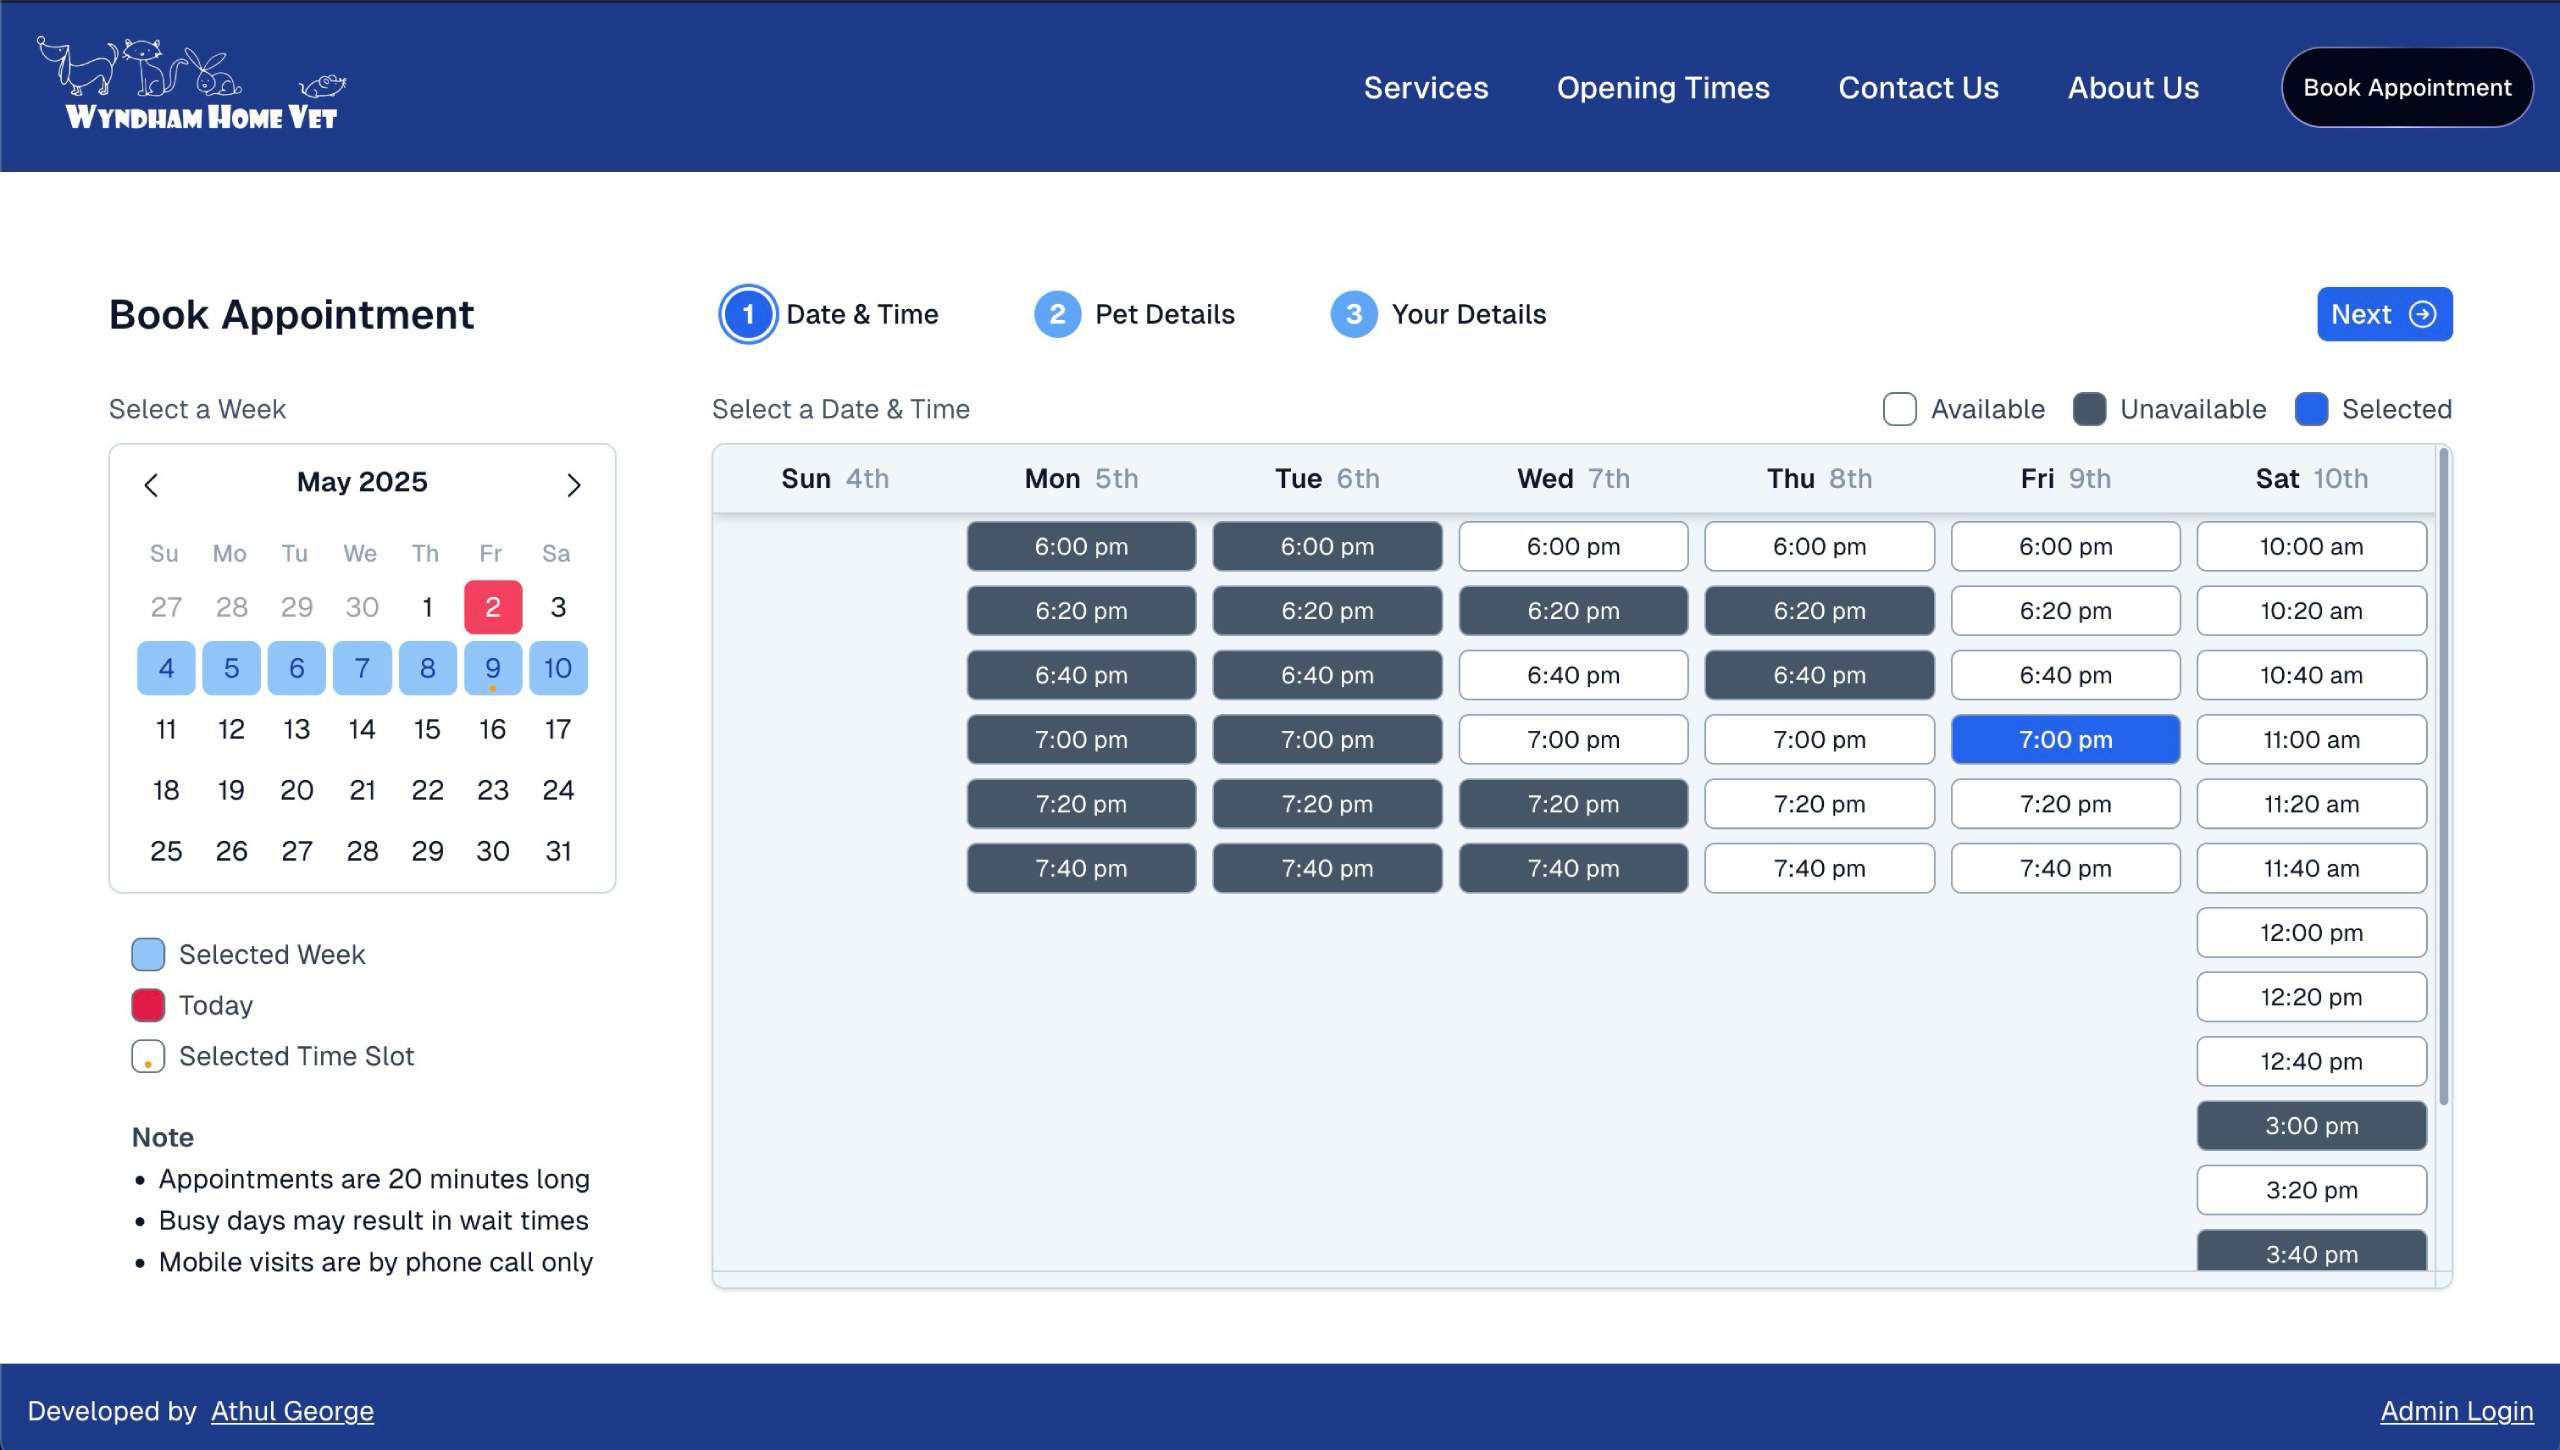 WYNDHAM HOME VET
Services Opening Times Contact Us About Us Book Appointment
Book Appointment
1 Date & Time 2 Pet Details 3 Your Details Next
Select a Week
May 2025
Su Mo Tu We Th Fr Sa
27 28 29 30 1 2 3
4 5 6 7 8 9 10
11 12 13 14 15 16 17
18 19 20 21 22 23 24
25 26 27 28 29 30 31
Selected Week
Today
Selected Time Slot
Note
• Appointments are 20 minutes long
• Busy days may result in wait times
• Mobile visits are by phone call only
Select a Date & Time Available Unavailable Selected
Sun 4th Mon 5th Tue 6th Wed 7th Thu 8th Fri 9th Sat 10th
6:00 pm 6:00 pm 6:00 pm 6:00 pm 6:00 pm 10:00 am
6:20 pm 6:20 pm 6:20 pm 6:20 pm 6:20 pm 10:20 am
6:40 pm 6:40 pm 6:40 pm 6:40 pm 6:40 pm 10:40 am
7:00 pm 7:00 pm 7:00 pm 7:00 pm 7:00 pm 11:00 am
7:20 pm 7:20 pm 7:20 pm 7:20 pm 7:20 pm 11:20 am
7:40 pm 7:40 pm 7:40 pm 7:40 pm 7:40 pm 11:40 am
12:00 pm
12:20 pm
12:40 pm
3:00 pm
3:20 pm
3:40 pm
Developed by Athul George Admin Login